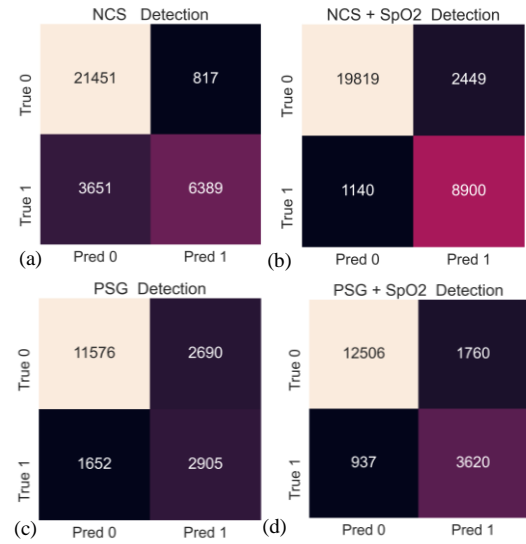 NCS Detection
True 0
21451 817
True 1
3651 6389
Pred 0 Pred 1
(a)
NCS + SpO2 Detection
True 0
19819 2449
True 1
1140 8900
Pred 0 Pred 1
(b)
PSG Detection
True 0
11576 2690
True 1
1652 2905
Pred 0 Pred 1
(c)
PSG + SpO2 Detection
True 0
12506 1760
True 1
937 3620
Pred 0 Pred 1
(d)